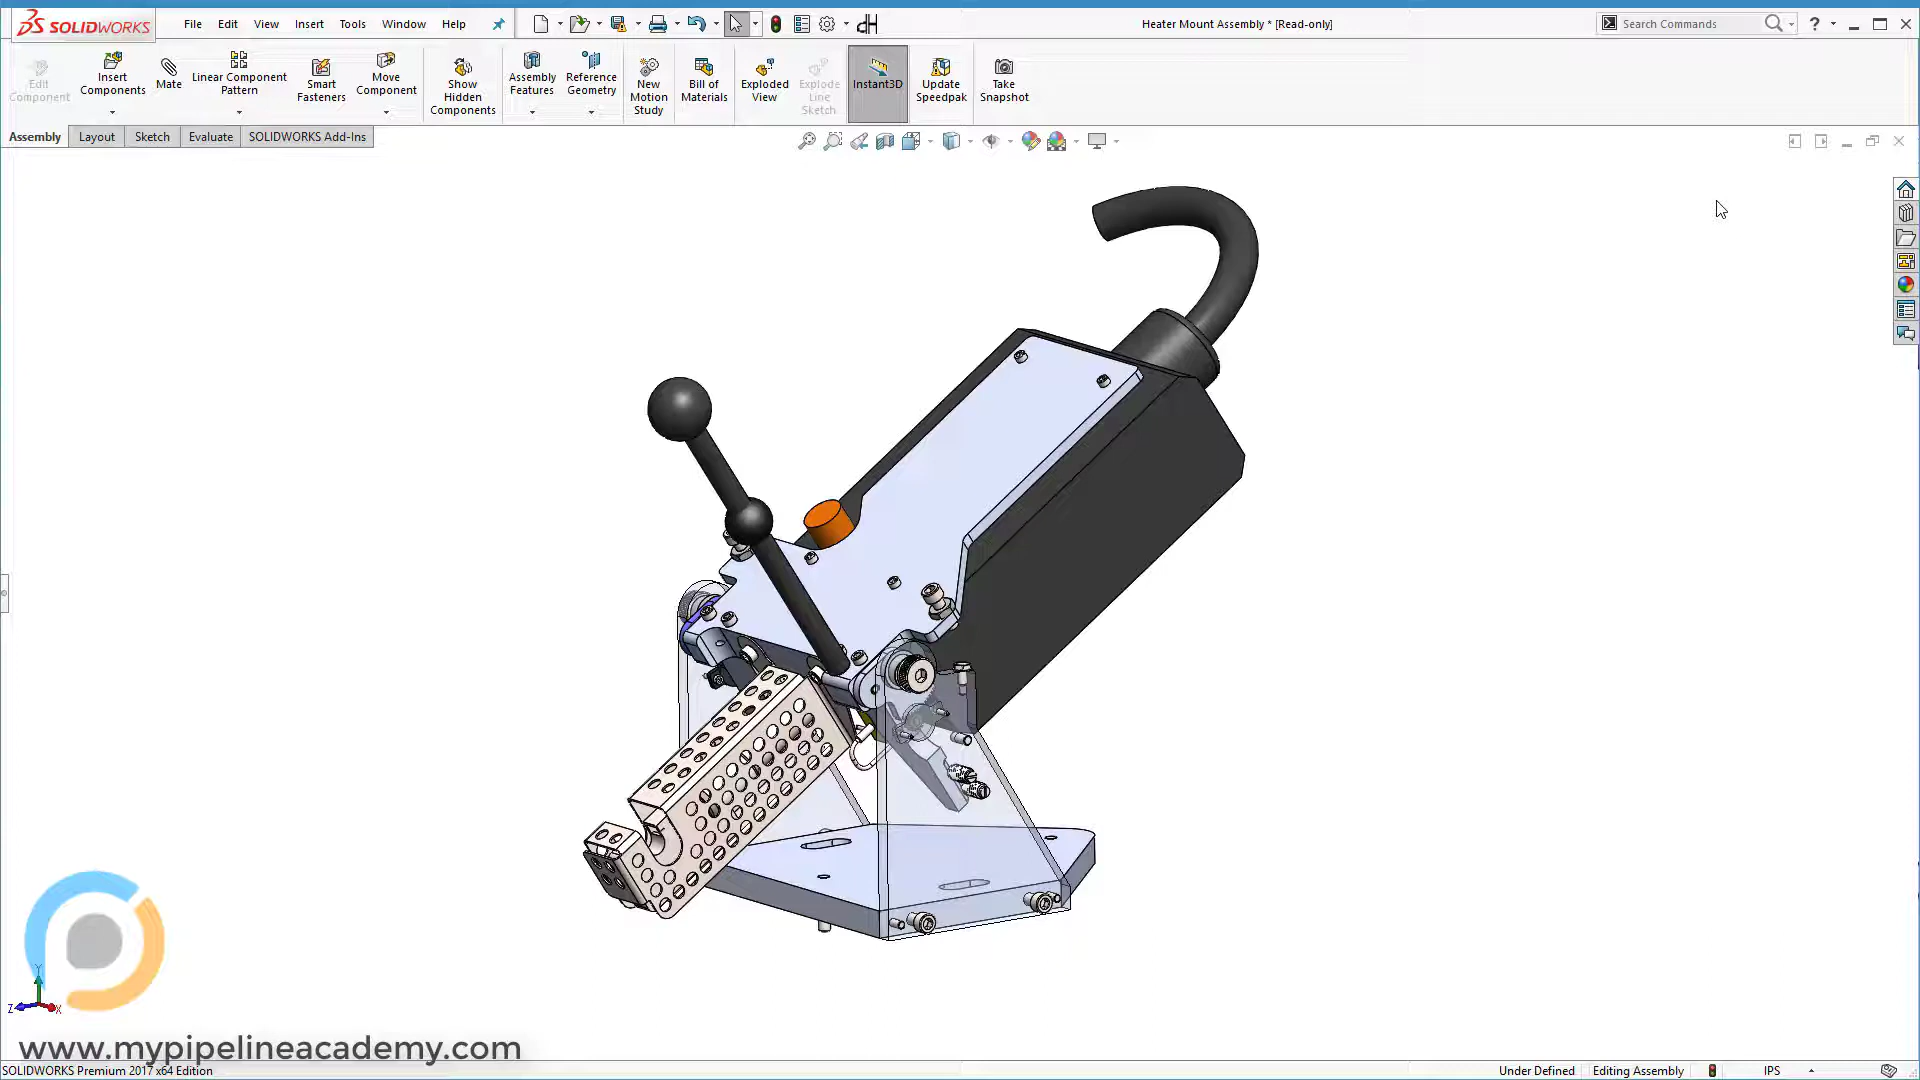 SOLIDWORKS
File Edit View Insert Tools Window Help
Heater Mount Assembly * [Read-only]
Search Commands
?
Edit Component
Insert Components
Mate
Linear Component Pattern
Smart Fasteners
Move Component
Show Hidden Components
Assembly Features
Reference Geometry
New Motion Study
Bill of Materials
Exploded View
Explode Line Sketch
Instant3D
Update Speedpak
Take Snapshot
Assembly Layout Sketch Evaluate SOLIDWORKS Add-Ins
Y
Z X
www.mypipelineacademy.com
SOLIDWORKS Premium 2017 x64 Edition
Under Defined Editing Assembly IPS